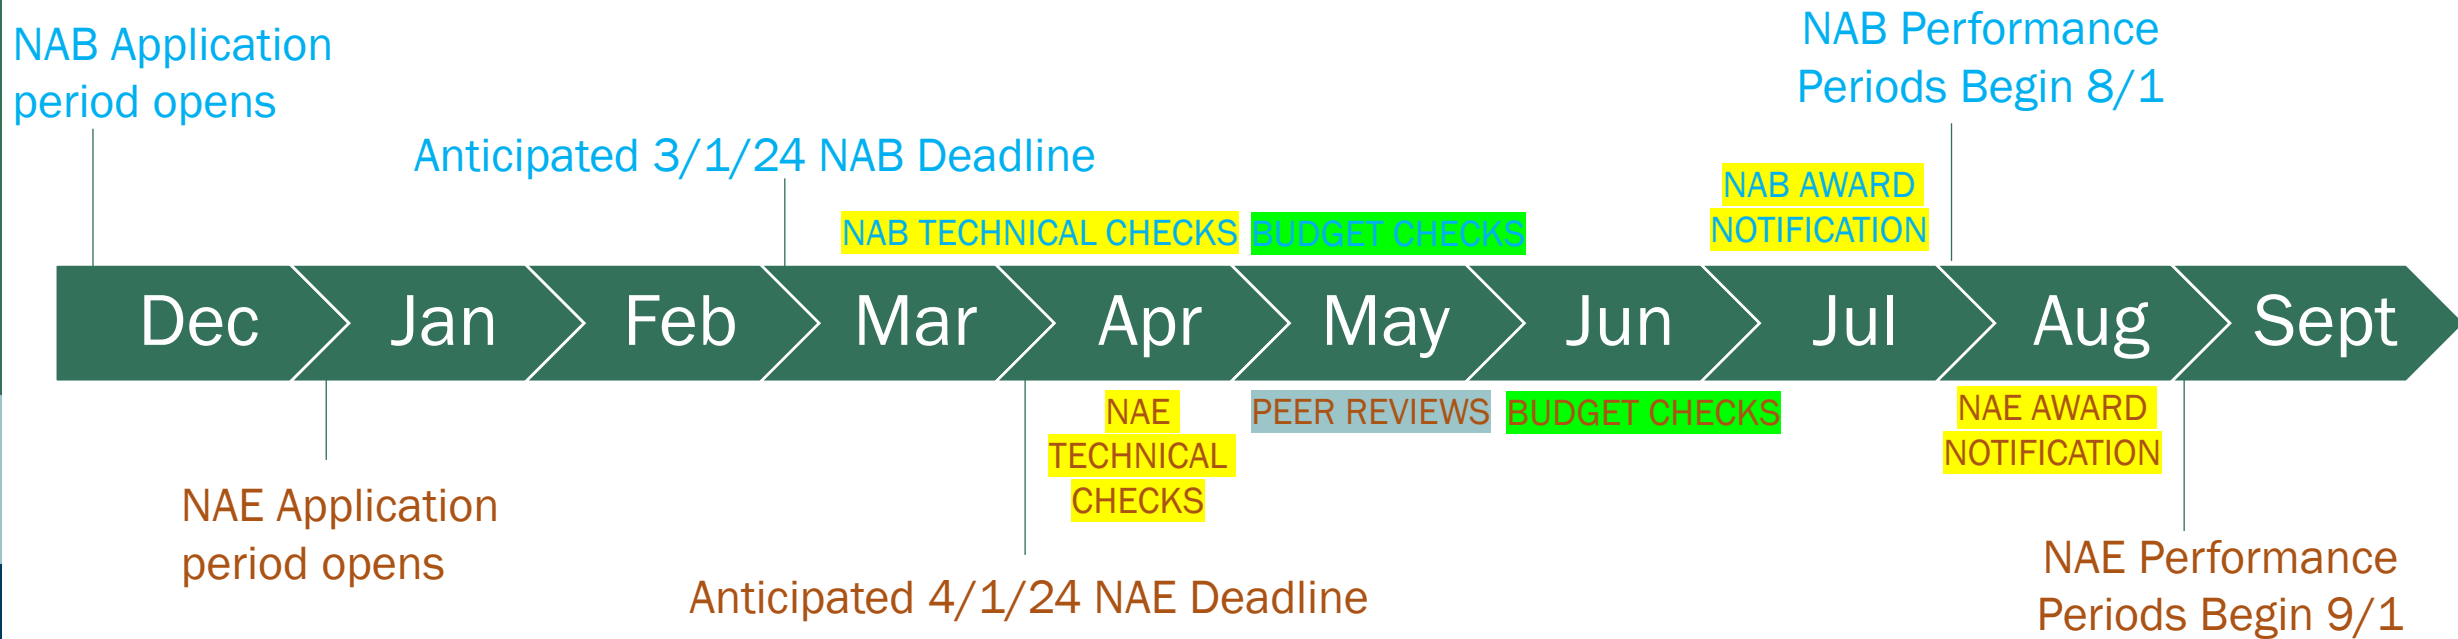 NAB Application
period opens
Anticipated 3/1/24 NAB Deadline
NAB Performance
Periods Begin 8/1
NAB TECHNICAL CHECKS
BUDGET CHECKS
NAB AWARD
NOTIFICATION
Dec
Jan
Feb
Mar
Apr
May
Jun
Jul
Aug
Sept
NAE Application
period opens
Anticipated 4/1/24 NAE Deadline
NAE
TECHNICAL
CHECKS
PEER REVIEWS
BUDGET CHECKS
NAE AWARD
NOTIFICATION
NAE Performance
Periods Begin 9/1